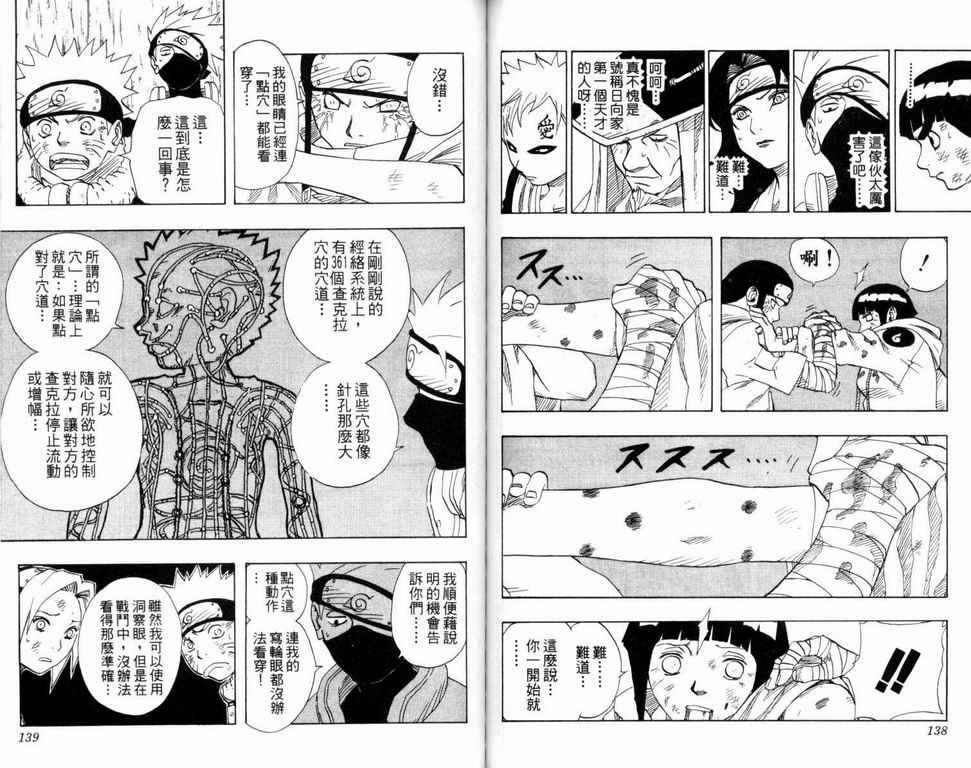 ……
這傢伙太厲
害了吧……
難…
難道…
呵呵…
真不愧是
號稱日向家
第一個天才
的人呀……
愛
！
唰！
スス…
ススス……
!!
難……
難道……
這麼說…
你一開始就
……
138
沒錯…
我的眼睛已經連
「點穴」都能看
穿了…
這…
這到底是怎
麼一回事？
在剛剛說的
經絡系統上，
有361個查克拉
穴的穴道…
這些穴都像
針孔那麼大
……
所謂的「點
穴」…理論上
就是：如果點
對了穴道…
就可以
隨心所欲地控制
對方，讓對方的
查克拉停止流動
或增幅…
我順便藉說
明的機會告
訴你們……
點穴這
種動作
…
連我的
寫輪眼都沒辦
法看穿！
雖然我可以使用
洞察眼，但是在
戰鬥中，沒辦法
看得那麼準確…
139